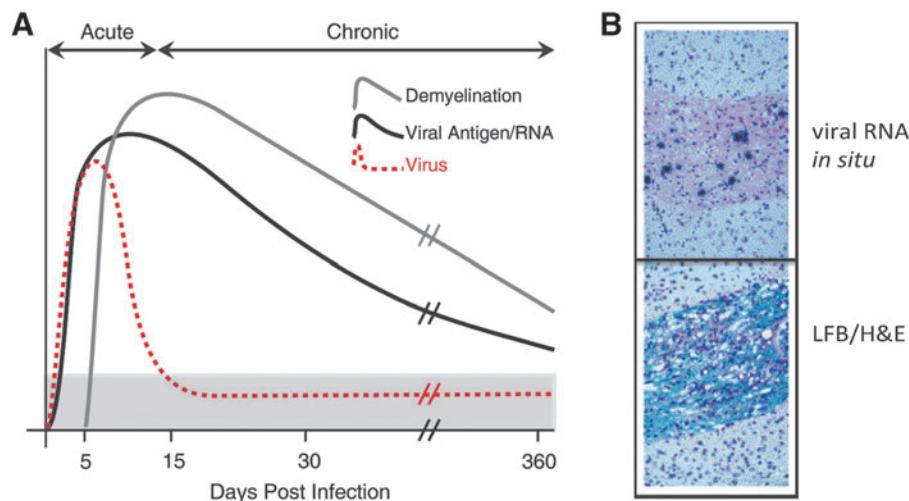 A
Acute
Chronic
Demyelination
Viral Antigen/RNA
Virus
5
15
30
360
Days Post Infection
B
viral RNA
in situ
LFB/H&E